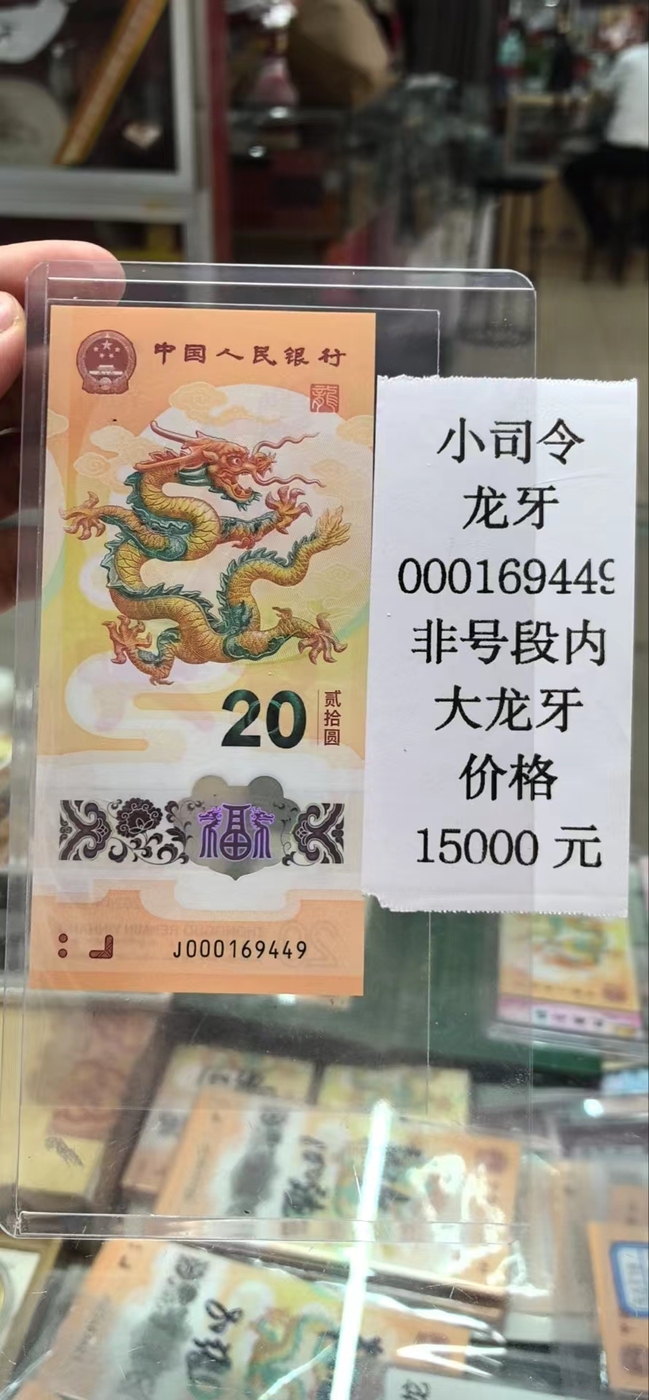 中国人民银行
龍
20
贰拾圆
福
J000169449
小司令
龙牙
000169449
非号段内
大龙牙
价格
15000 元